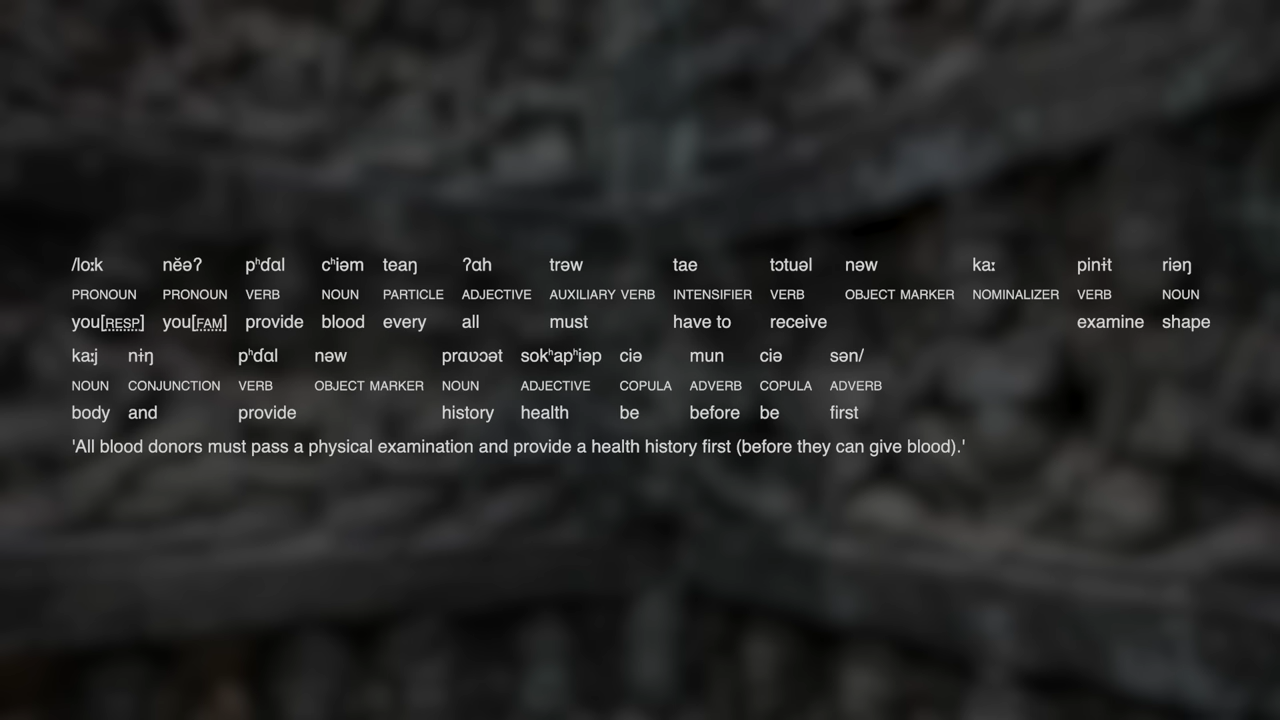 /loːk nĕəʔ pʰɗɑl cʰiəm teaŋ ʔɑh trəw tae tɔtuəl nəw kaː pinɨt riəŋ
PRONOUN PRONOUN VERB NOUN PARTICLE ADJECTIVE AUXILIARY VERB INTENSIFIER VERB OBJECT MARKER NOMINALIZER VERB NOUN
you[RESP] you[FAM] provide blood every all must have to receive examine shape
kaːj nɨŋ pʰɗɑl nəw prɑʋɔət sokʰapʰiəp ciə mun ciə sən/
NOUN CONJUNCTION VERB OBJECT MARKER NOUN ADJECTIVE COPULA ADVERB COPULA ADVERB
body and provide history health be before be first
'All blood donors must pass a physical examination and provide a health history first (before they can give blood).'